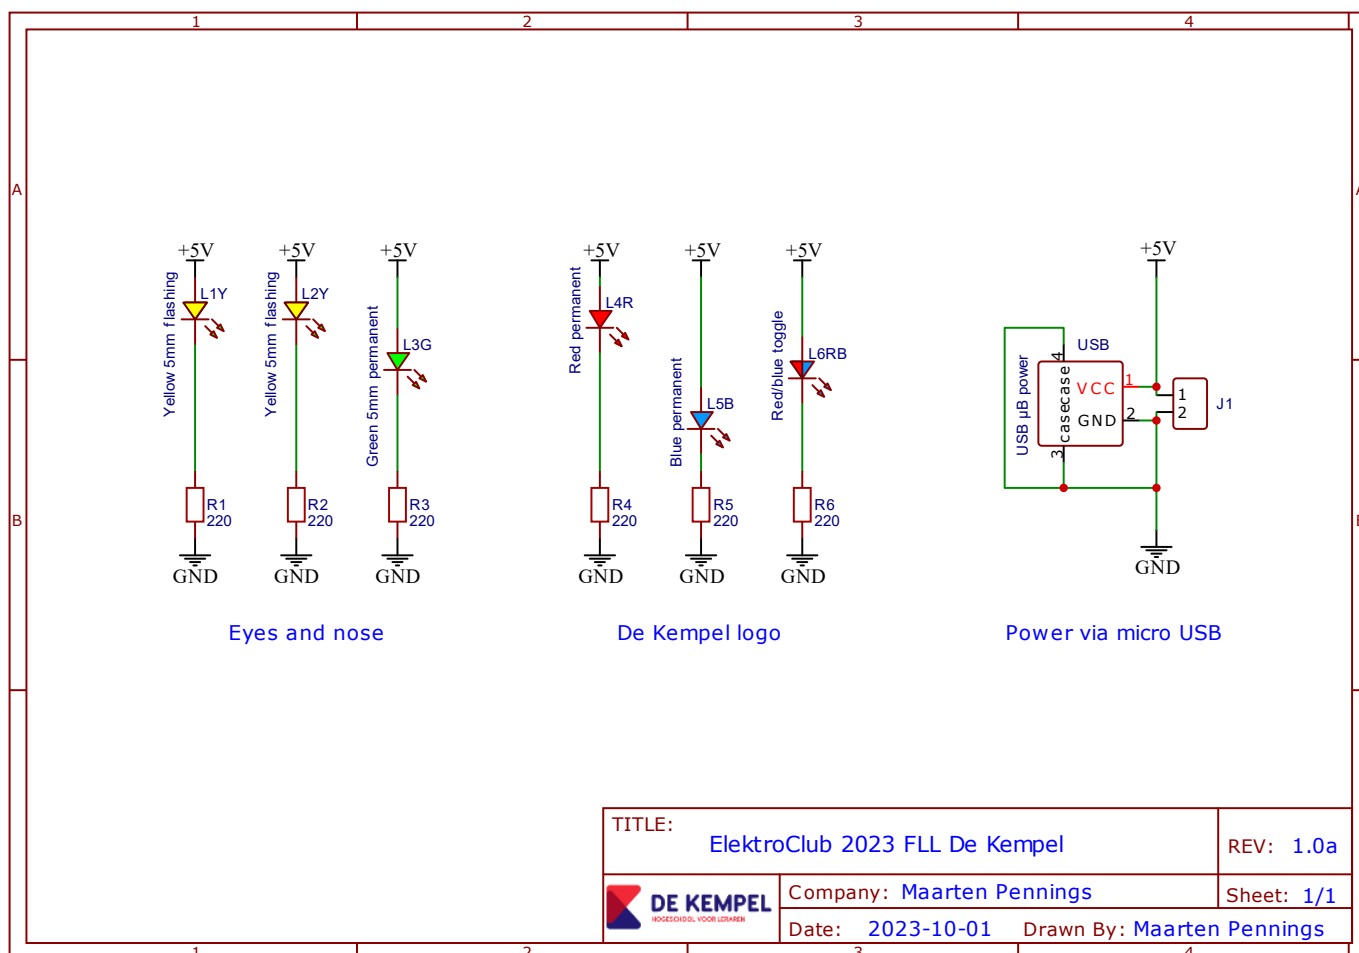 1 2 3 4
A
A
+5V +5V +5V +5V +5V +5V +5V
Yellow 5mm flashing
L1Y
Yellow 5mm flashing
L2Y
Green 5mm permanent
L3G
Red permanent
L4R
Blue permanent
L5B
Red/blue toggle
L6RB
USB µB power
USB
4
case
case
3
VCC
1
GND
2
1
2
J1
B
R1
220
R2
220
R3
220
R4
220
R5
220
R6
220
GND GND GND GND GND GND GND
Eyes and nose
De Kempel logo
Power via micro USB
TITLE:
ElektroClub 2023 FLL De Kempel
REV: 1.0a
DE KEMPEL
HOGESCHOOL VOOR LERAREN
Company: Maarten Pennings
Sheet: 1/1
Date: 2023-10-01 Drawn By: Maarten Pennings
1 2 3 4